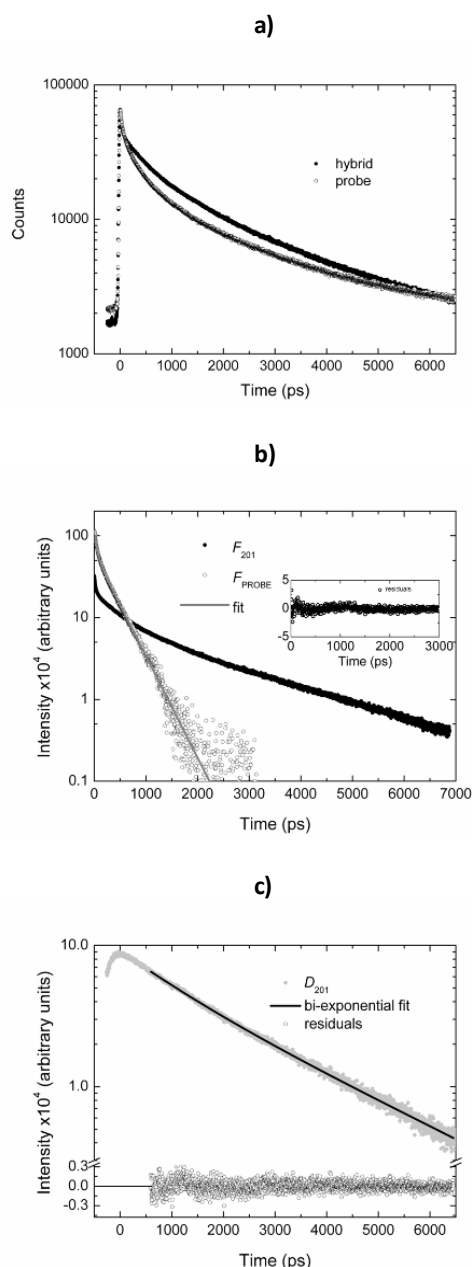 a)
100000
10000
1000
Counts
hybrid
probe
0 1000 2000 3000 4000 5000 6000
Time (ps)
b)
100
10
1
0.1
Intensity x10⁴ (arbitrary units)
F₂₀₁
F_PROBE
fit
5
0
-5
residuals
0 1000 2000 3000
Time (ps)
0 1000 2000 3000 4000 5000 6000 7000
Time (ps)
c)
10.0
1.0
0.3
0.0
-0.3
Intensity x10⁴ (arbitrary units)
D₂₀₁
bi-exponential fit
residuals
0 1000 2000 3000 4000 5000 6000
Time (ps)